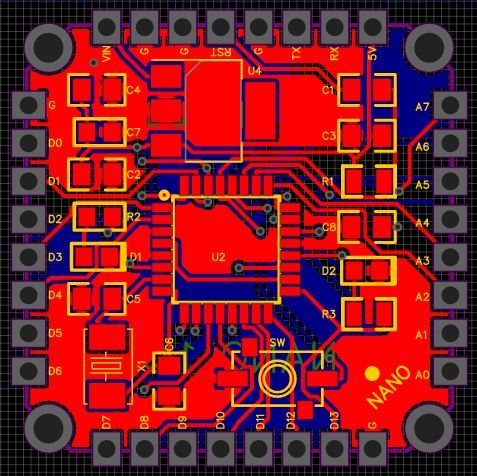 VIN G G RST G TX RX 5V
U4
C4 C1
G A7
C7 C3
D0 A6
C2 R1
D1 A5
R2
D2 C8 A4
D3 D1 U2 D2 A3
D4 C5 A2
R3
D5 C6 SW A1
X1
D6 A0
NANO
D7 D8 D9 D10 D11 D12 D13 G